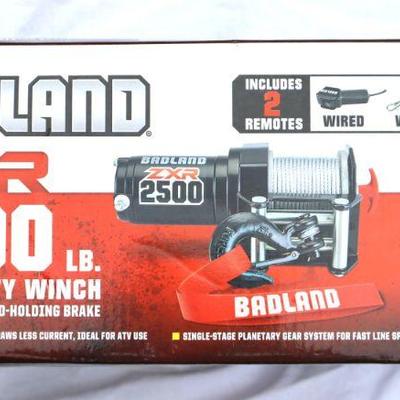 LAND®
INCLUDES
2
REMOTES
WIRED
W
R
BADLAND
ZXR
2500
00 LB.
TY WINCH
D-HOLDING BRAKE
BADLAND
AWS LESS CURRENT, IDEAL FOR ATV USE
SINGLE-STAGE PLANETARY GEAR SYSTEM FOR FAST LINE SP